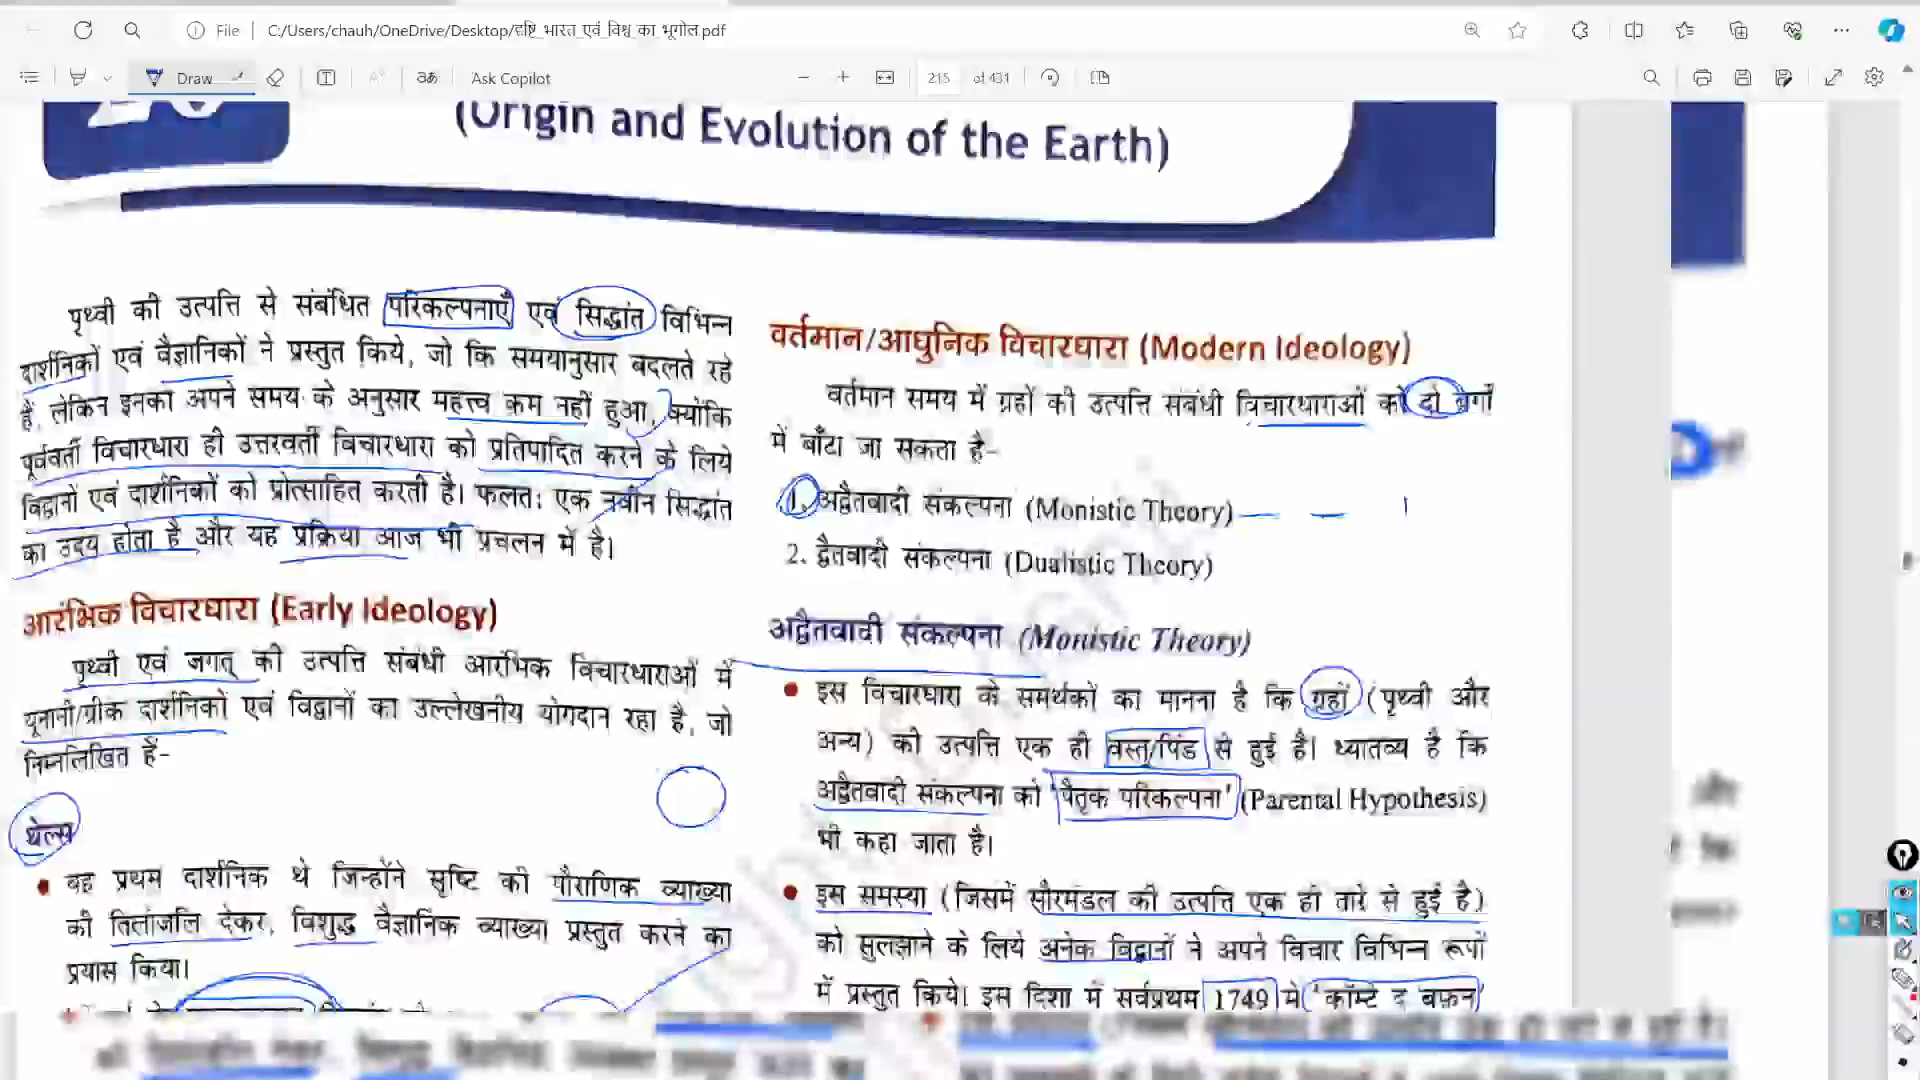 File
C:/Users/chauh/OneDrive/Desktop/दृष्टि_भारत_एवं_विश्व_का_भूगोल.pdf
Draw
Ask Copilot
215 of 431
(Origin and Evolution of the Earth)
पृथ्वी की उत्पत्ति से संबंधित परिकल्पनाएँ एवं सिद्धांत विभिन्न
दार्शनिकों एवं वैज्ञानिकों ने प्रस्तुत किये, जो कि समयानुसार बदलते रहे
हैं, लेकिन इनका अपने समय के अनुसार महत्त्व कम नहीं हुआ, क्योंकि
पूर्ववर्ती विचारधारा ही उत्तरवर्ती विचारधारा को प्रतिपादित करने के लिये
विद्वानों एवं दार्शनिकों को प्रोत्साहित करती है। फलतः एक नवीन सिद्धांत
का उदय होता है और यह प्रक्रिया आज भी प्रचलन में है।
आरंभिक विचारधारा (Early Ideology)
पृथ्वी एवं जगत् की उत्पत्ति संबंधी आरंभिक विचारधाराओं में
यूनानी/ग्रीक दार्शनिकों एवं विद्वानों का उल्लेखनीय योगदान रहा है, जो
निम्नलिखित हैं-
थेल्स
वह प्रथम दार्शनिक थे जिन्होंने सृष्टि की पौराणिक व्याख्या
को तिलांजलि देकर, विशुद्ध वैज्ञानिक व्याख्या प्रस्तुत करने का
प्रयास किया।
वर्तमान/आधुनिक विचारधारा (Modern Ideology)
वर्तमान समय में ग्रहों की उत्पत्ति संबंधी विचारधाराओं को दो वर्गों
में बाँटा जा सकता है-
1. अद्वैतवादी संकल्पना (Monistic Theory)
2. द्वैतवादी संकल्पना (Dualistic Theory)
अद्वैतवादी संकल्पना (Monistic Theory)
इस विचारधारा के समर्थकों का मानना है कि ग्रहों (पृथ्वी और
अन्य) की उत्पत्ति एक ही वस्तु/पिंड से हुई है। ध्यातव्य है कि
अद्वैतवादी संकल्पना को 'पैतृक परिकल्पना' (Parental Hypothesis)
भी कहा जाता है।
इस समस्या (जिसमें सौरमंडल की उत्पत्ति एक ही तारे से हुई है)
को सुलझाने के लिये अनेक विद्वानों ने अपने विचार विभिन्न रूपों
में प्रस्तुत किये। इस दिशा में सर्वप्रथम 1749 में 'कॉम्टे द बफ़न'